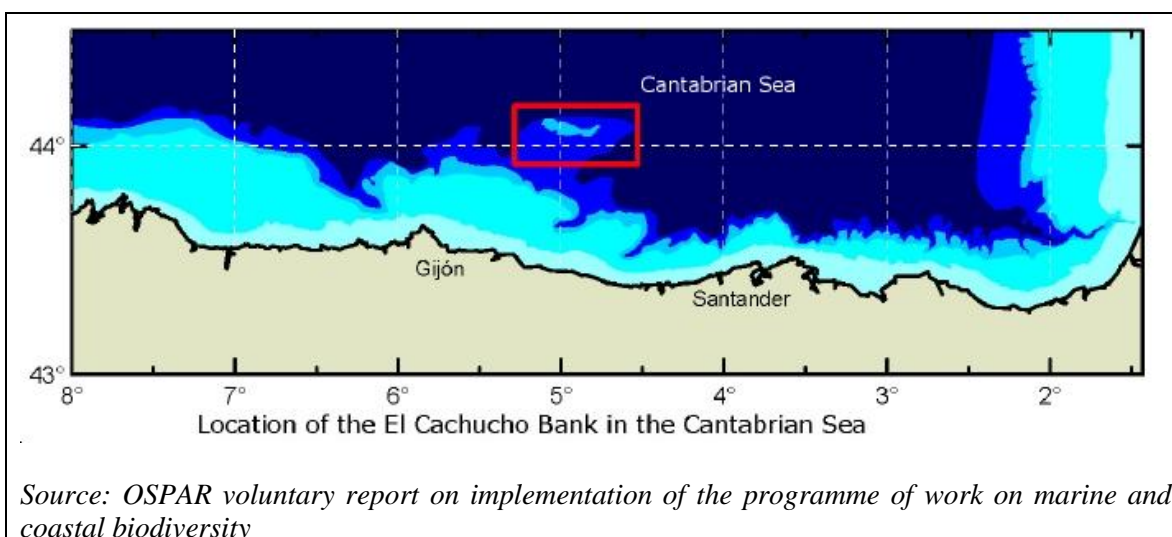 Cantabrian Sea
44°
Gijón
Santander
43°
8° 7° 6° 5° 4° 3° 2°
Location of the El Cachucho Bank in the Cantabrian Sea
.
Source: OSPAR voluntary report on implementation of the programme of work on marine and
coastal biodiversity